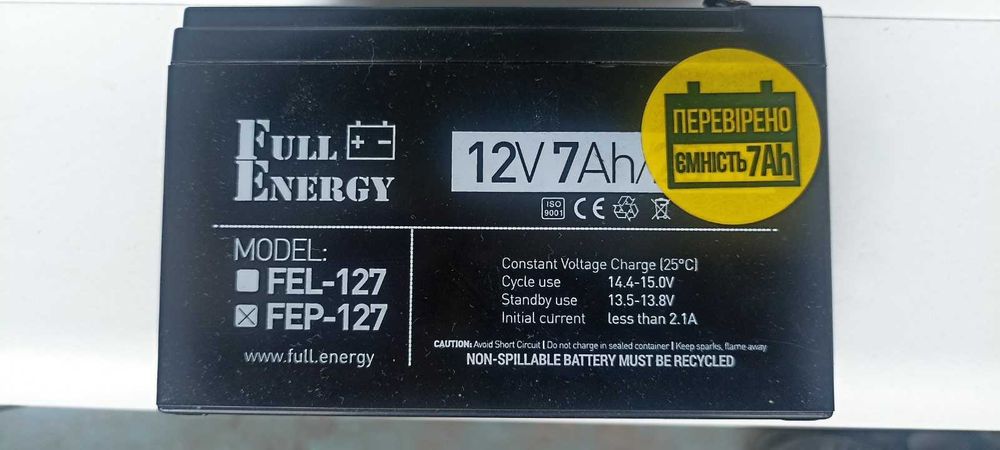 FULL
ENERGY
12V 7Ah/
ПЕРЕВІРЕНО
ЄМНІСТЬ 7Ah
ISO
9001
CE
MODEL:
FEL-127
FEP-127
www.full.energy
Constant Voltage Charge (25°C)
Cycle use 14.4-15.0V
Standby use 13.5-13.8V
Initial current less than 2.1A
CAUTION: Avoid Short Circuit | Do not charge in sealed container | Keep sparks, flame away
NON-SPILLABLE BATTERY MUST BE RECYCLED